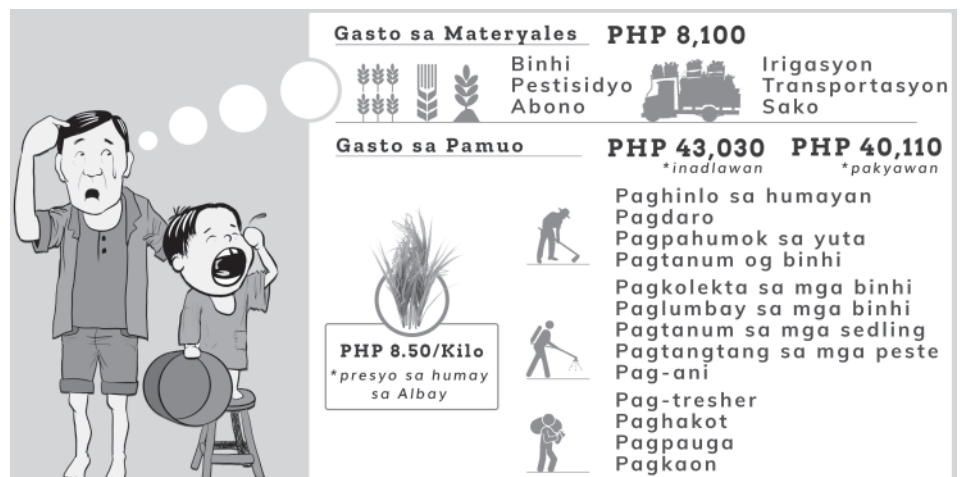 Gasto sa Materyales PHP 8,100
Binhi
Pestisidyo
Abono
Irigasyon
Transportasyon
Sako
Gasto sa Pamuo PHP 43,030 PHP 40,110
*inadlawan *pakyawan
Paghinlo sa humayan
Pagdaro
Pagpahumok sa yuta
Pagtanum og binhi
Pagkolekta sa mga binhi
Paglumbay sa mga binhi
Pagtanum sa mga sedling
Pagtangtang sa mga peste
Pag-ani
Pag-tresher
Paghakot
Pagpauga
Pagkaon
PHP 8.50/Kilo
*presyo sa humay
sa Albay